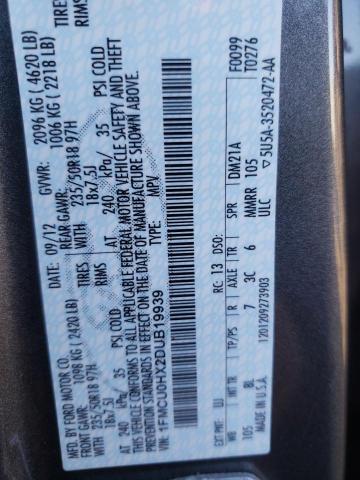 MFD. BY FORD MOTOR CO.
DATE: 09/12 GVWR: 2096 KG ( 4620 LB)
FRONT GAWR: 1098 KG ( 2420 LB) REAR GAWR: 1006 KG ( 2218 LB)
WITH 235/50R18 97H TIRES WITH 235/50R18 97H TIRES
18x7.5J RIMS 18x7.5J RIMS
AT 240 kPa/ 35 PSI COLD AT 240 kPa/ 35 PSI COLD
THIS VEHICLE CONFORMS TO ALL APPLICABLE FEDERAL MOTOR VEHICLE SAFETY AND THEFT
PREVENTION STANDARDS IN EFFECT ON THE DATE OF MANUFACTURE SHOWN ABOVE.
VIN: 1FMCU0HX2DUB19939 TYPE: MPV
F0099
T0276
EXT PNT: UJ RC: 13 DSO:
WB INT TR TP/PS R AXLE TR SPR DM21A
105 BL 7 3C 6 MMRR 105
ULC
MADE IN U.S.A. 1201209273903 5U5A-3520472-AA